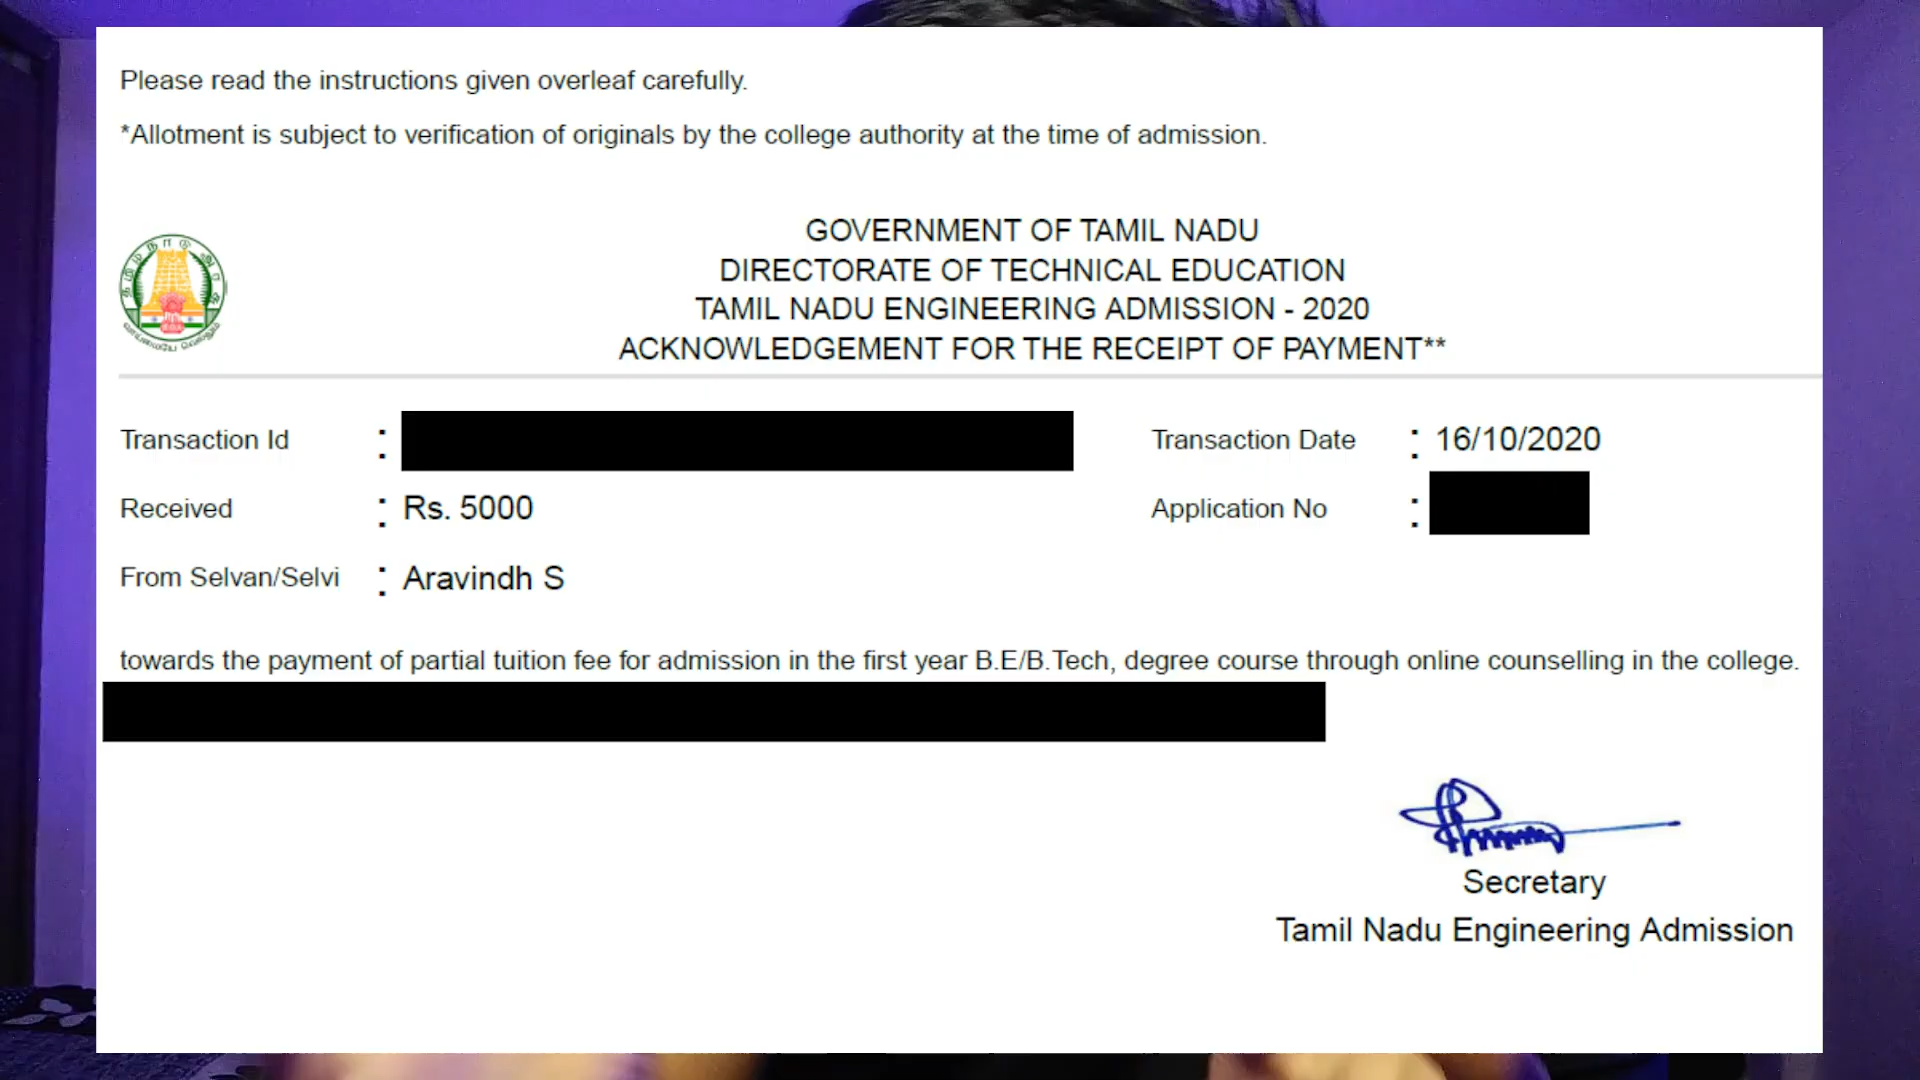 Please read the instructions given overleaf carefully.
*Allotment is subject to verification of originals by the college authority at the time of admission.
GOVERNMENT OF TAMIL NADU
DIRECTORATE OF TECHNICAL EDUCATION
TAMIL NADU ENGINEERING ADMISSION - 2020
ACKNOWLEDGEMENT FOR THE RECEIPT OF PAYMENT**
Transaction Id :
Transaction Date : 16/10/2020
Received : Rs. 5000
Application No :
From Selvan/Selvi : Aravindh S
towards the payment of partial tuition fee for admission in the first year B.E/B.Tech, degree course through online counselling in the college.
Secretary
Tamil Nadu Engineering Admission